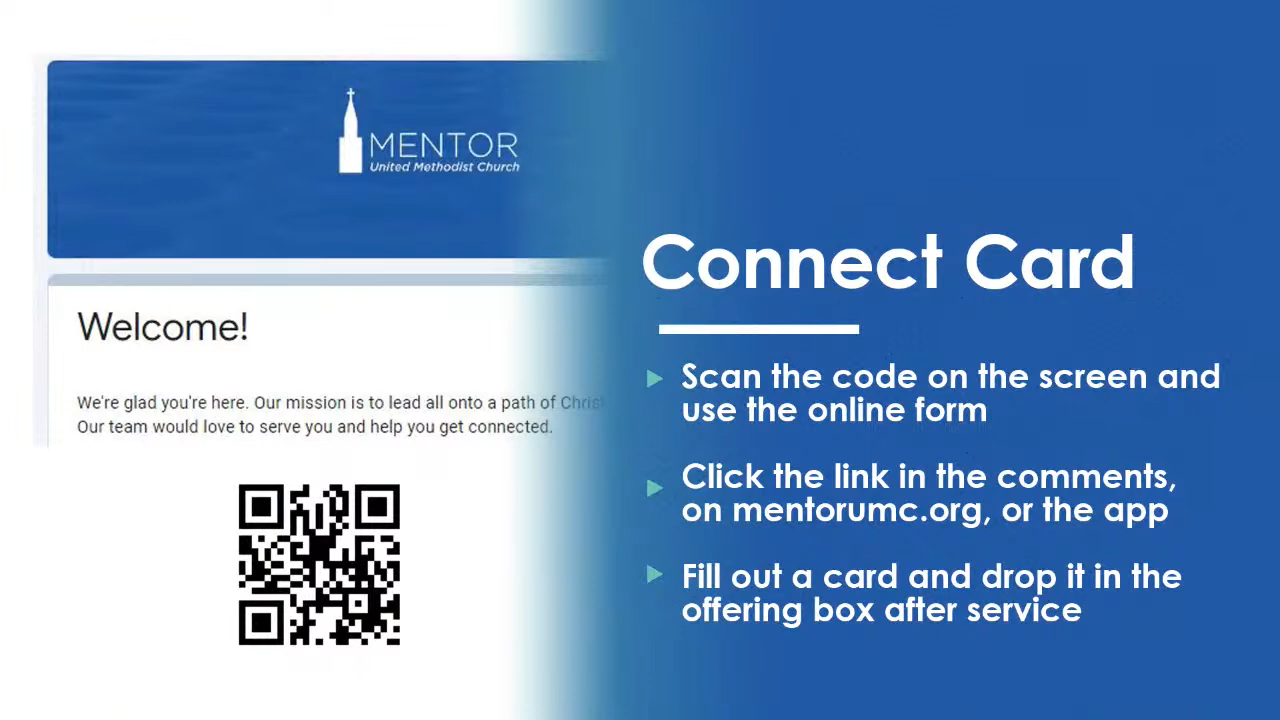 MENTOR
United Methodist Church
Welcome!
We're glad you're here. Our mission is to lead all onto a path of Christ
Our team would love to serve you and help you get connected.
Connect Card
Scan the code on the screen and
use the online form
Click the link in the comments,
on mentorumc.org, or the app
Fill out a card and drop it in the
offering box after service